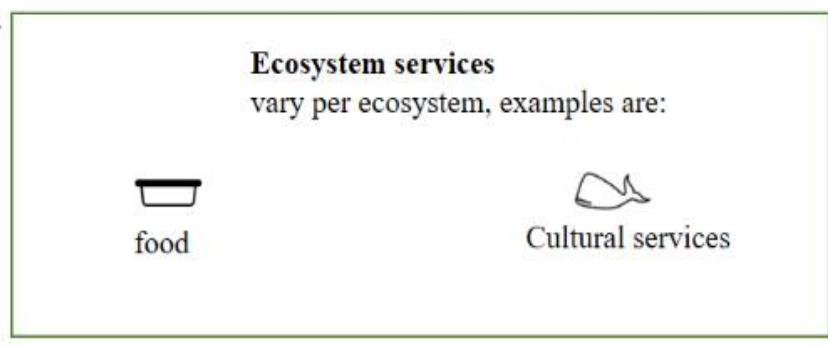 Ecosystem services
vary per ecosystem, examples are:
food
Cultural services